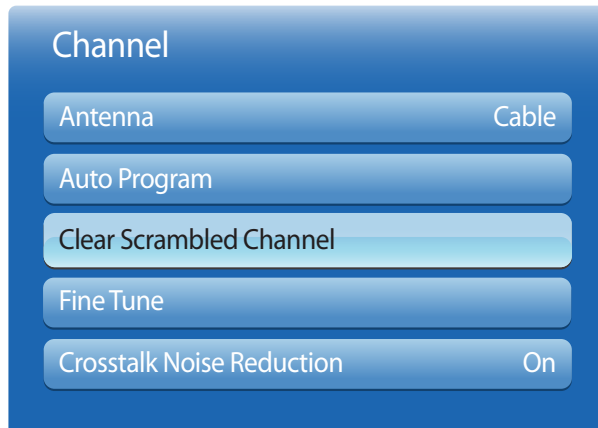 Channel
Antenna Cable
Auto Program
Clear Scrambled Channel
Fine Tune
Crosstalk Noise Reduction On